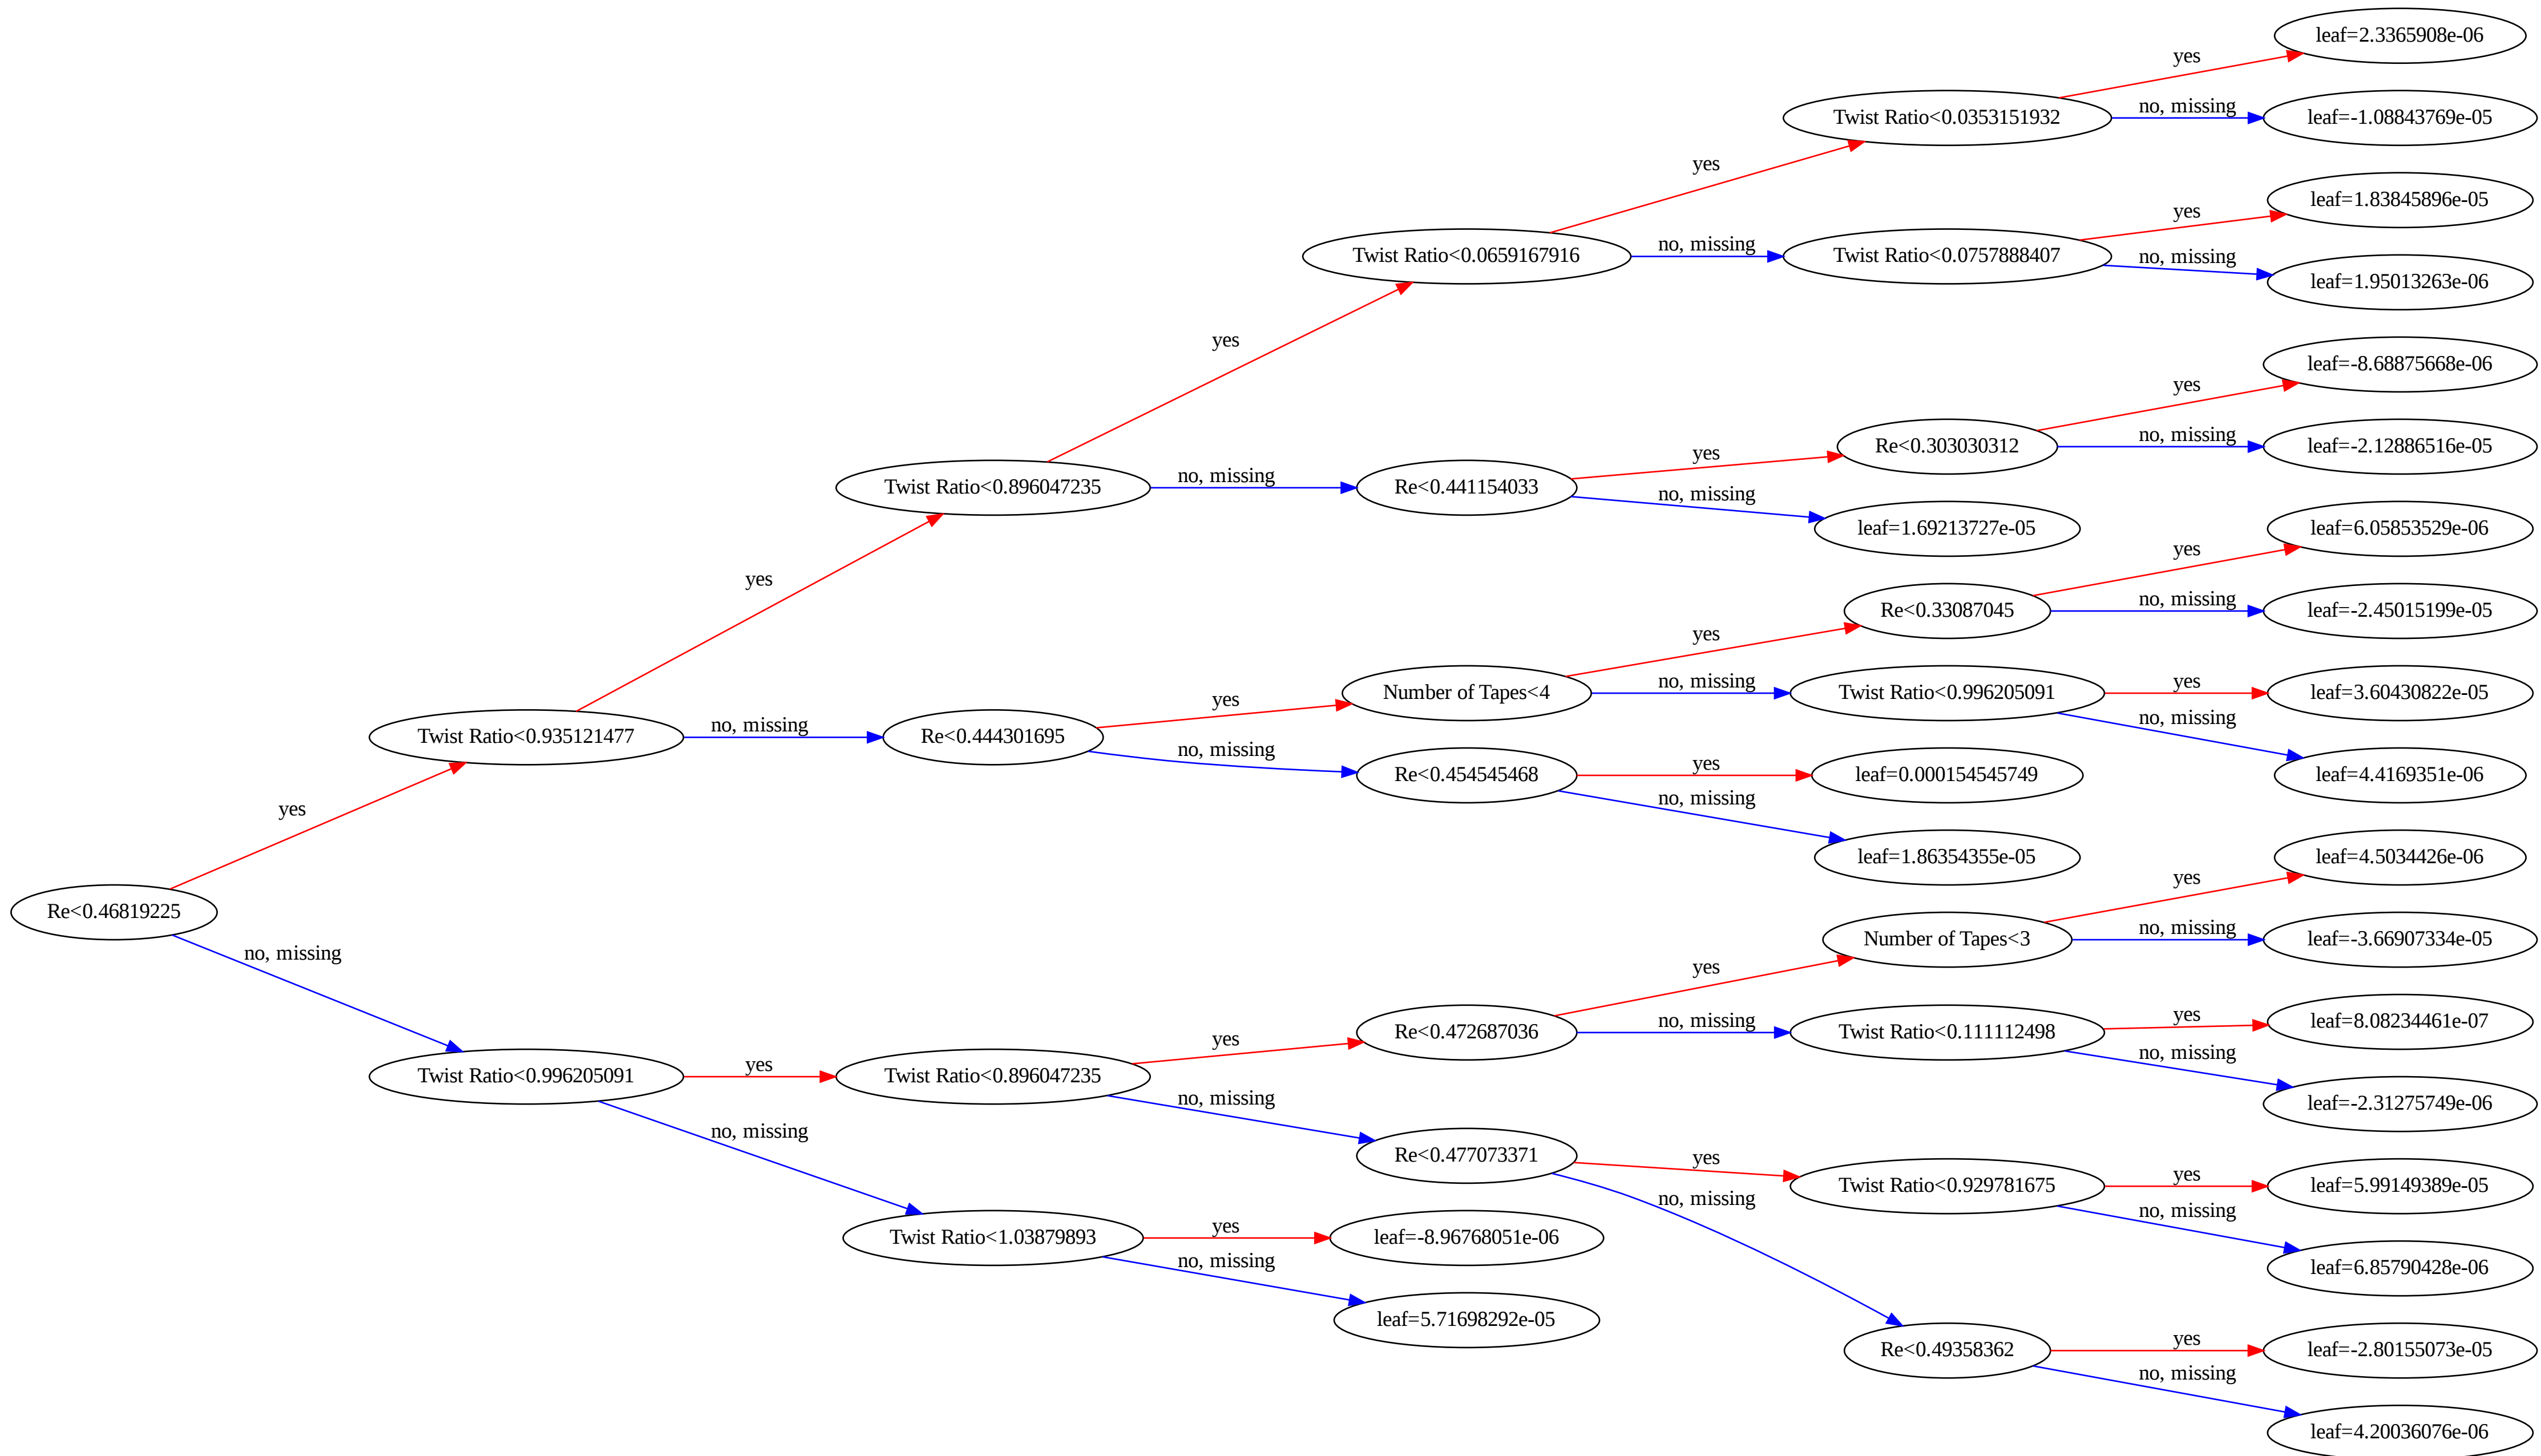 leaf=2.3365908e-06
yes
Twist Ratio<0.0353151932
no, missing
leaf=-1.08843769e-05
yes
leaf=1.83845896e-05
yes
Twist Ratio<0.0659167916
no, missing
Twist Ratio<0.0757888407
no, missing
leaf=1.95013263e-06
yes
leaf=-8.68875668e-06
yes
Re<0.303030312
no, missing
leaf=-2.12886516e-05
yes
Twist Ratio<0.896047235
no, missing
Re<0.441154033
no, missing
leaf=1.69213727e-05
leaf=6.05853529e-06
yes
yes
Re<0.33087045
no, missing
leaf=-2.45015199e-05
yes
Number of Tapes<4
no, missing
Twist Ratio<0.996205091
yes
leaf=3.60430822e-05
yes
Twist Ratio<0.935121477
no, missing
Re<0.444301695
no, missing
no, missing
leaf=4.4169351e-06
Re<0.454545468
yes
leaf=0.000154545749
no, missing
leaf=1.86354355e-05
yes
leaf=4.5034426e-06
yes
Re<0.46819225
Number of Tapes<3
no, missing
leaf=-3.66907334e-05
no, missing
yes
yes
Re<0.472687036
no, missing
Twist Ratio<0.111112498
yes
leaf=8.08234461e-07
Twist Ratio<0.996205091
yes
Twist Ratio<0.896047235
no, missing
no, missing
leaf=-2.31275749e-06
Re<0.477073371
yes
Twist Ratio<0.929781675
yes
leaf=5.99149389e-05
no, missing
no, missing
no, missing
leaf=6.85790428e-06
Twist Ratio<1.03879893
yes
leaf=-8.96768051e-06
no, missing
leaf=5.71698292e-05
Re<0.49358362
yes
leaf=-2.80155073e-05
no, missing
leaf=4.20036076e-06